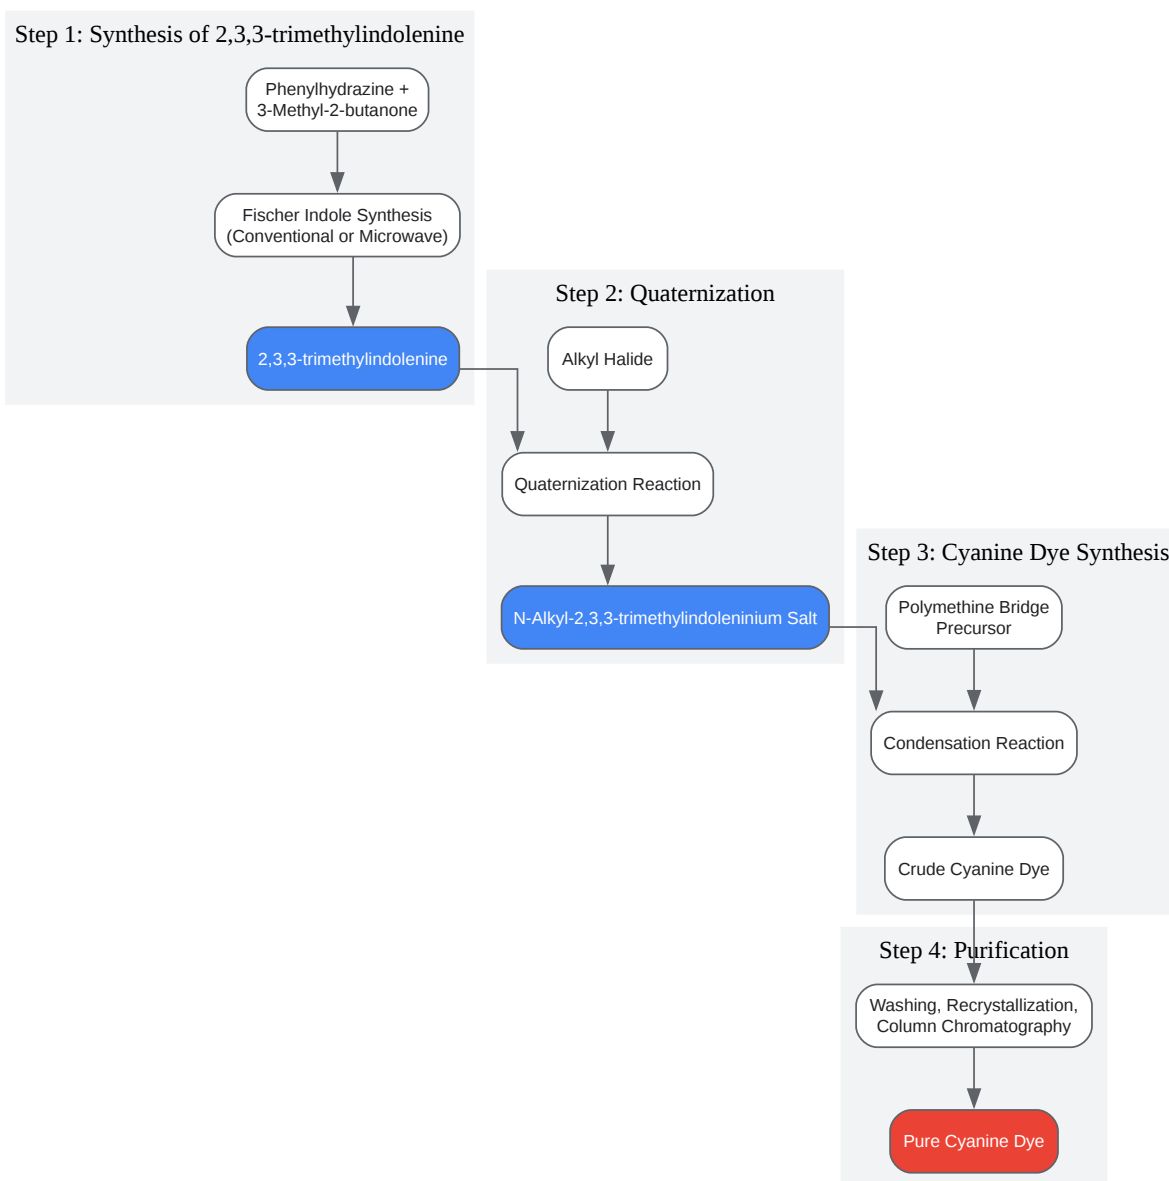 Step 1: Synthesis of 2,3,3-trimethylindolenine
Phenylhydrazine +
3-Methyl-2-butanone
Fischer Indole Synthesis
(Conventional or Microwave)
2,3,3-trimethylindolenine
Step 2: Quaternization
Alkyl Halide
Quaternization Reaction
N-Alkyl-2,3,3-trimethylindoleninium Salt
Step 3: Cyanine Dye Synthesis
Polymethine Bridge
Precursor
Condensation Reaction
Crude Cyanine Dye
Step 4: Purification
Washing, Recrystallization,
Column Chromatography
Pure Cyanine Dye